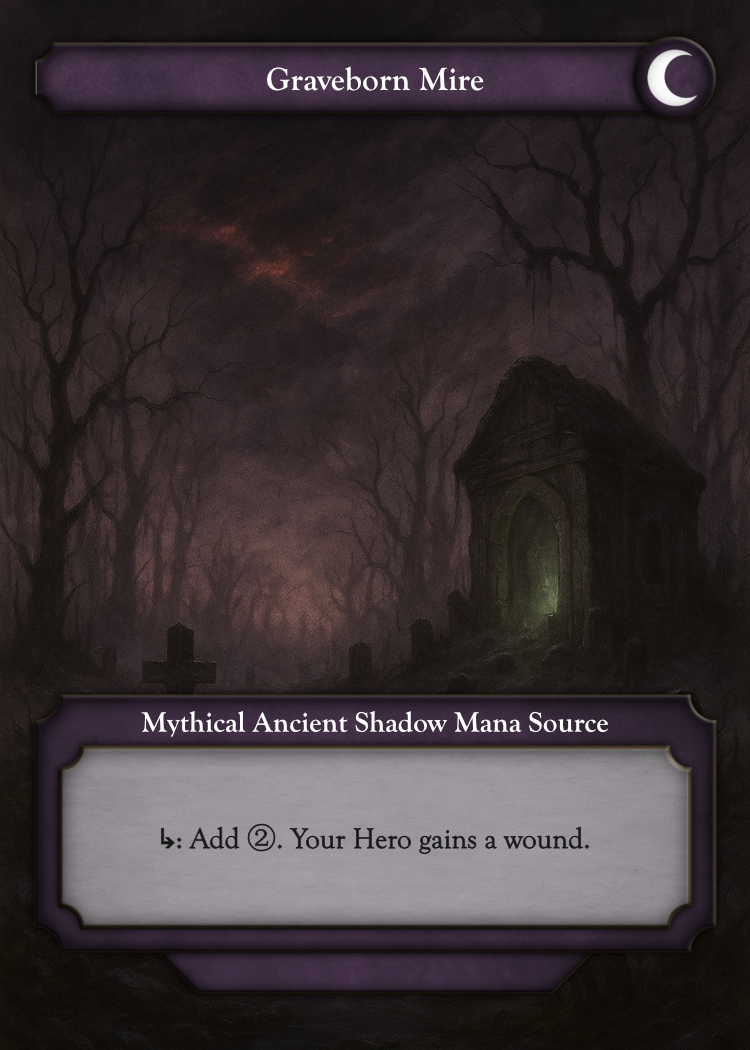 Graveborn Mire
Mythical Ancient Shadow Mana Source
↳: Add ②. Your Hero gains a wound.